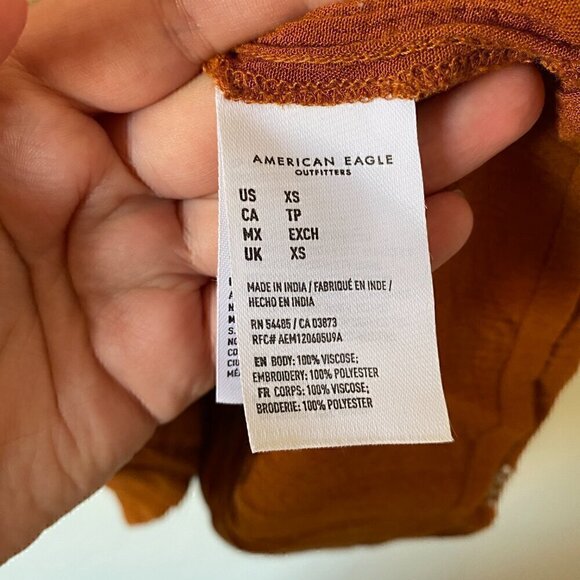 AMERICAN EAGLE
OUTFITTERS
US XS
CA TP
MX EXCH
UK XS
MADE IN INDIA / FABRIQUÉ EN INDE /
HECHO EN INDIA
RN 54485 / CA 03873
RFC# AEM120605U9A
EN BODY: 100% VISCOSE;
EMBROIDERY: 100% POLYESTER
FR CORPS: 100% VISCOSE;
BRODERIE: 100% POLYESTER